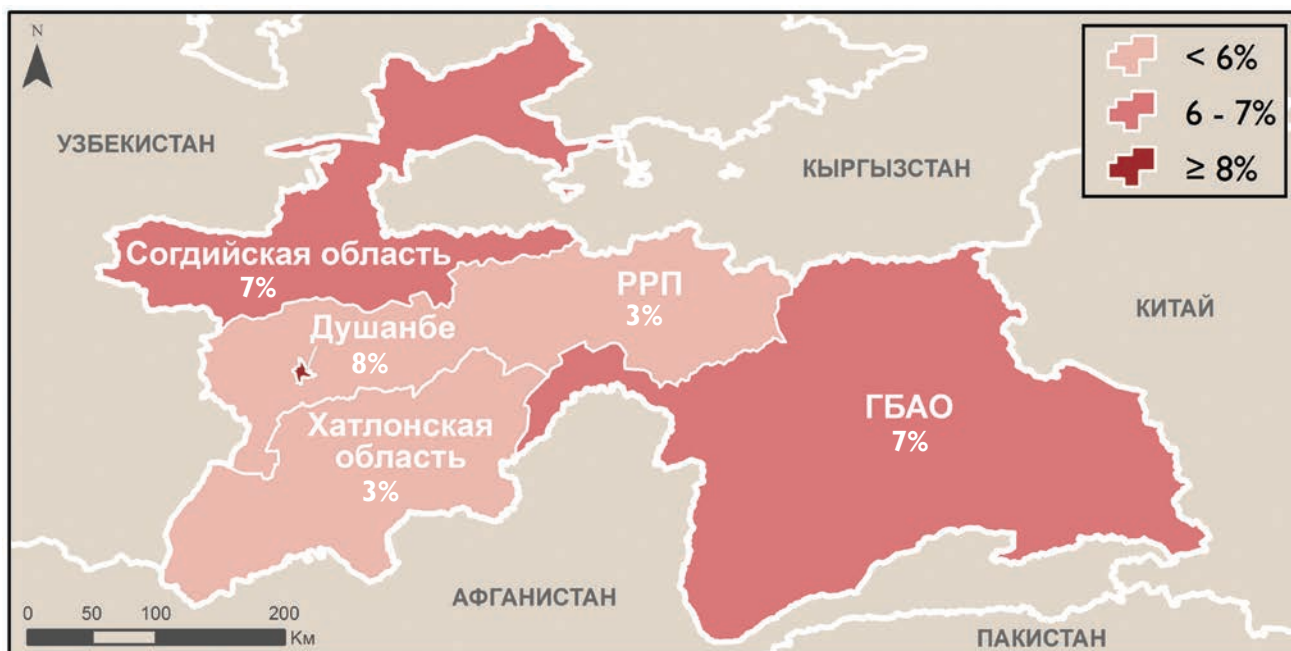 N
< 6%
6 - 7%
≥ 8%
УЗБЕКИСТАН
КЫРГЫЗСТАН
Согдийская область
7%
РРП
3%
КИТАЙ
Душанбе
8%
ГБАО
7%
Хатлонская
область
3%
АФГАНИСТАН
ПАКИСТАН
0 50 100 200
Км